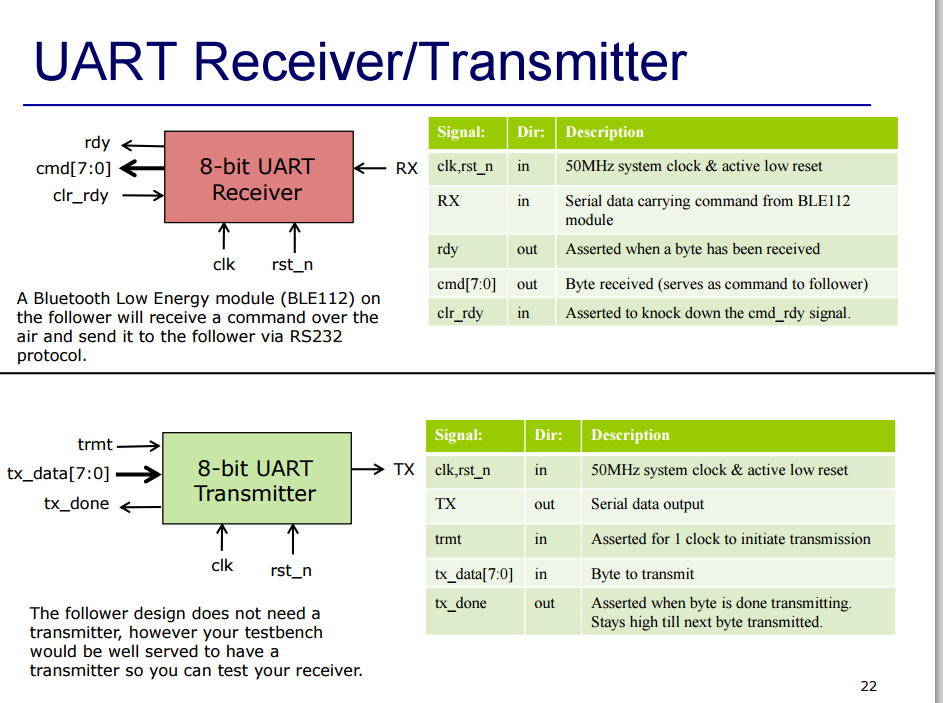 UART Receiver/Transmitter
rdy
cmd[7:0]
clr_rdy
8-bit UART
Receiver
RX
clk
rst_n
A Bluetooth Low Energy module (BLE112) on
the follower will receive a command over the
air and send it to the follower via RS232
protocol.
Signal: Dir: Description
clk,rst_n in 50MHz system clock & active low reset
RX in Serial data carrying command from BLE112
module
rdy out Asserted when a byte has been received
cmd[7:0] out Byte received (serves as command to follower)
clr_rdy in Asserted to knock down the cmd_rdy signal.
trmt
tx_data[7:0]
tx_done
8-bit UART
Transmitter
TX
clk
rst_n
The follower design does not need a
transmitter, however your testbench
would be well served to have a
transmitter so you can test your receiver.
Signal: Dir: Description
clk,rst_n in 50MHz system clock & active low reset
TX out Serial data output
trmt in Asserted for 1 clock to initiate transmission
tx_data[7:0] in Byte to transmit
tx_done out Asserted when byte is done transmitting.
Stays high till next byte transmitted.
22